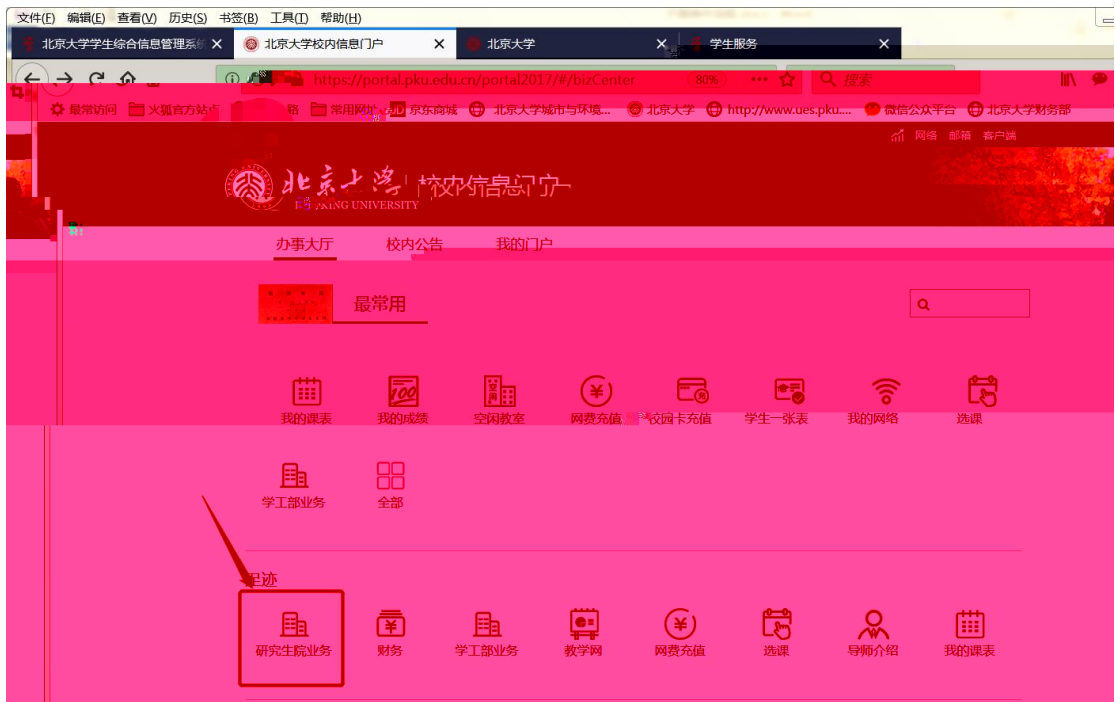 文件(F) 编辑(E) 查看(V) 历史(S) 书签(B) 工具(T) 帮助(H)
北京大学学生综合信息管理系统 北京大学校内信息门户 北京大学 学生服务
https://portal.pku.edu.cn/portal2017/#/bizCenter 80% 搜索
最常访问 火狐官方站点 常用网址 JD 京东商城 北京大学城市与环境... 北京大学 http://www.ues.pku.... 微信公众平台 北京大学财务部
网络 邮箱 客户端
北京大学 校内信息门户
PEKING UNIVERSITY
办事大厅 校内公告 我的门户
最常用
我的课表 我的成绩 空闲教室 网费充值 校园卡充值 学生一张表 我的网络 选课
学工部业务 全部
足迹
研究生院业务 财务 学工部业务 教学网 网费充值 选课 导师介绍 我的课表